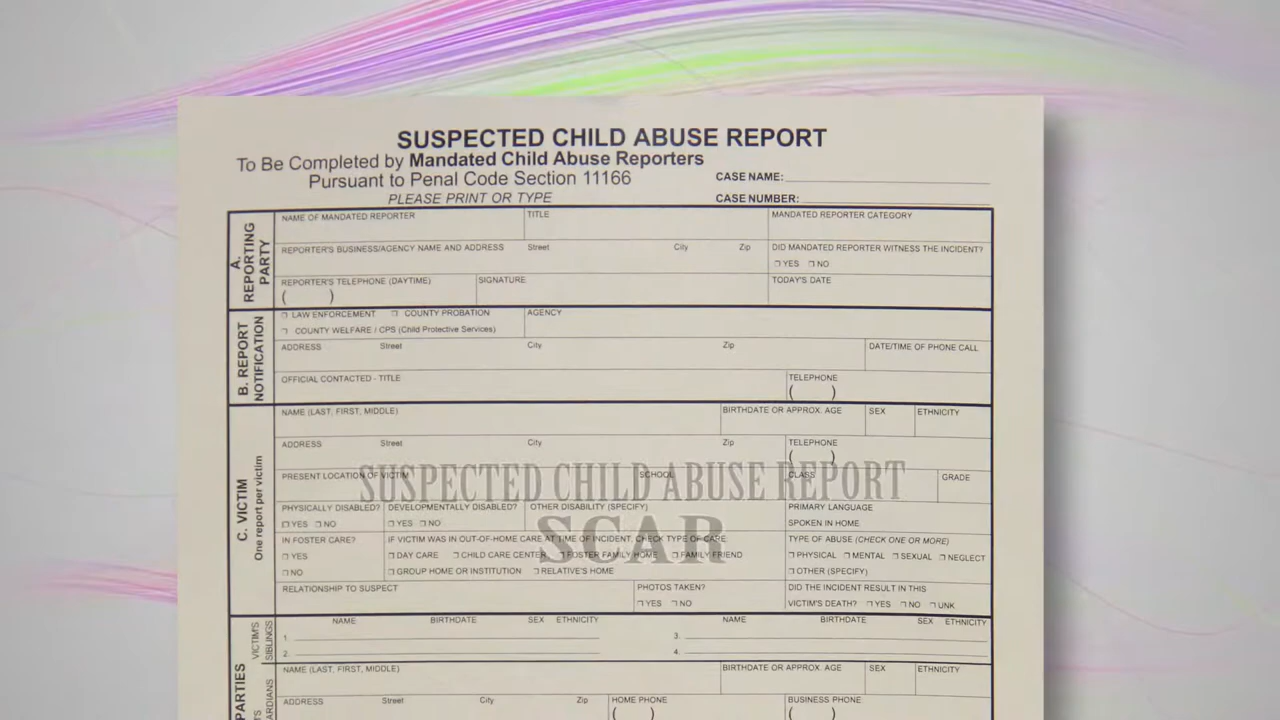 SUSPECTED CHILD ABUSE REPORT
To Be Completed by Mandated Child Abuse Reporters
Pursuant to Penal Code Section 11166
CASE NAME:
PLEASE PRINT OR TYPE
CASE NUMBER:
A. REPORTING PARTY
NAME OF MANDATED REPORTER TITLE MANDATED REPORTER CATEGORY
REPORTER'S BUSINESS/AGENCY NAME AND ADDRESS Street City Zip DID MANDATED REPORTER WITNESS THE INCIDENT?
YES NO
REPORTER'S TELEPHONE (DAYTIME) SIGNATURE TODAY'S DATE
( )
B. REPORT NOTIFICATION
LAW ENFORCEMENT COUNTY PROBATION AGENCY
COUNTY WELFARE / CPS (Child Protective Services)
ADDRESS Street City Zip DATE/TIME OF PHONE CALL
OFFICIAL CONTACTED - TITLE TELEPHONE
( )
C. VICTIM
One report per victim
NAME (LAST, FIRST, MIDDLE) BIRTHDATE OR APPROX. AGE SEX ETHNICITY
ADDRESS Street City Zip TELEPHONE
( )
PRESENT LOCATION OF VICTIM SCHOOL CLASS GRADE
SUSPECTED CHILD ABUSE REPORT
PHYSICALLY DISABLED? DEVELOPMENTALLY DISABLED? OTHER DISABILITY (SPECIFY) PRIMARY LANGUAGE
YES NO YES NO SPOKEN IN HOME
SCAR
IN FOSTER CARE? IF VICTIM WAS IN OUT-OF-HOME CARE AT TIME OF INCIDENT, CHECK TYPE OF CARE TYPE OF ABUSE (CHECK ONE OR MORE)
YES DAY CARE CHILD CARE CENTER FOSTER FAMILY HOME FAMILY FRIEND PHYSICAL MENTAL SEXUAL NEGLECT
NO GROUP HOME OR INSTITUTION RELATIVE'S HOME OTHER (SPECIFY)
RELATIONSHIP TO SUSPECT PHOTOS TAKEN? DID THE INCIDENT RESULT IN THIS
YES NO VICTIM'S DEATH? YES NO UNK
VICTIM'S SIBLINGS
NAME BIRTHDATE SEX ETHNICITY NAME BIRTHDATE SEX ETHNICITY
1. 3.
2. 4.
PARTIES
NAME (LAST, FIRST, MIDDLE) BIRTHDATE OR APPROX. AGE SEX ETHNICITY
ADDRESS Street City Zip HOME PHONE BUSINESS PHONE
( ) ( )